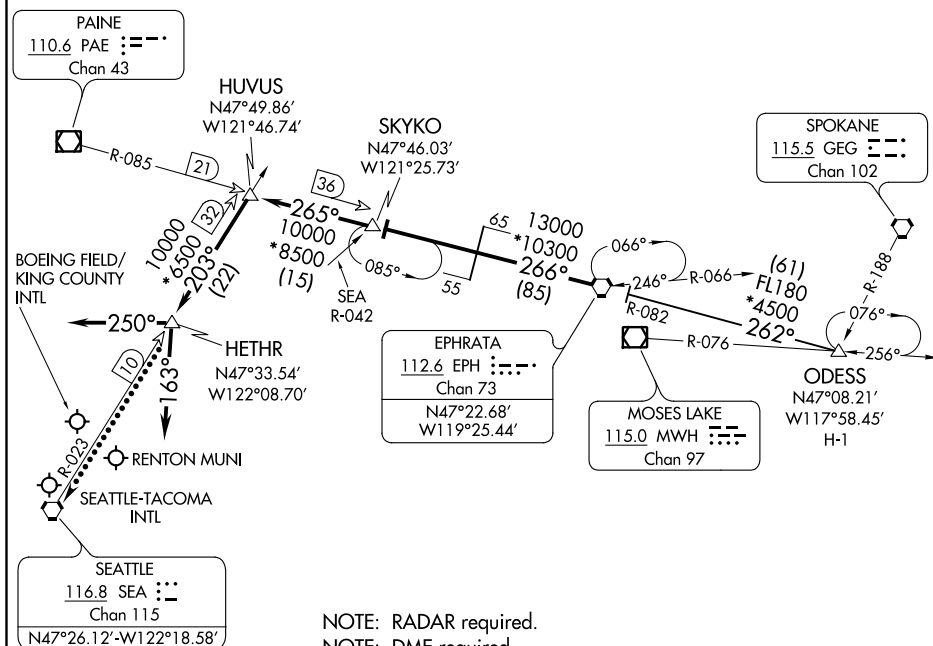 PAINE
110.6 PAE
Chan 43
HUVUS
N47°49.86'
W121°46.74'
SKYKO
N47°46.03'
W121°25.73'
SPOKANE
115.5 GEG
Chan 102
R-085
21
36
32
265°
10000
*8500
(15)
085°
SEA
R-042
65
55
13000
*10300
266°
(85)
066°
246°
R-066
(61)
FL180
*4500
262°
R-082
R-076
R-188
076°
256°
10000
*6500
203°
(22)
BOEING FIELD/
KING COUNTY
INTL
250°
HETHR
N47°33.54'
W122°08.70'
163°
10
R-023
RENTON MUNI
SEATTLE-TACOMA
INTL
EPHRATA
112.6 EPH
Chan 73
N47°22.68'
W119°25.44'
MOSES LAKE
115.0 MWH
Chan 97
ODESS
N47°08.21'
W117°58.45'
H-1
SEATTLE
116.8 SEA
Chan 115
N47°26.12'-W122°18.58'
NOTE: RADAR required.
NOTE: DME required.